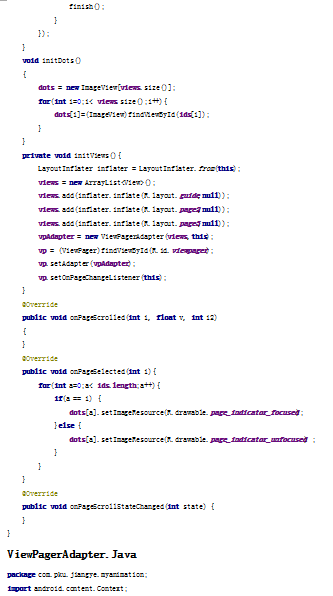 finish();
}
});
}
void initDots()
{
dots = new ImageView[views.size()];
for(int i=0;i< views.size();i++){
dots[i]=(ImageView)findViewById(ids[i]);
}
}
private void initViews(){
LayoutInflater inflater = LayoutInflater.from(this);
views = new ArrayList<View>();
views.add(inflater.inflate(R.layout.guide,null));
views.add(inflater.inflate(R.layout.page2,null));
views.add(inflater.inflate(R.layout.page3,null));
vpAdapter = new ViewPagerAdapter(views,this);
vp = (ViewPager)findViewById(R.id.viewpager);
vp.setAdapter(vpAdapter);
vp.setOnPageChangeListener(this);
}
@Override
public void onPageScrolled(int i, float v, int i2)
{
}
@Override
public void onPageSelected(int i){
for(int a=0;a< ids.length;a++){
if(a == i) {
dots[a].setImageResource(R.drawable.page_indicator_focused);
}else {
dots[a].setImageResource(R.drawable.page_indicator_unfocused) ;
}
}
}
@Override
public void onPageScrollStateChanged(int state) {
}
}
ViewPagerAdapter.Java
package com.pku.jiangye.myanimation;
import android.content.Context;